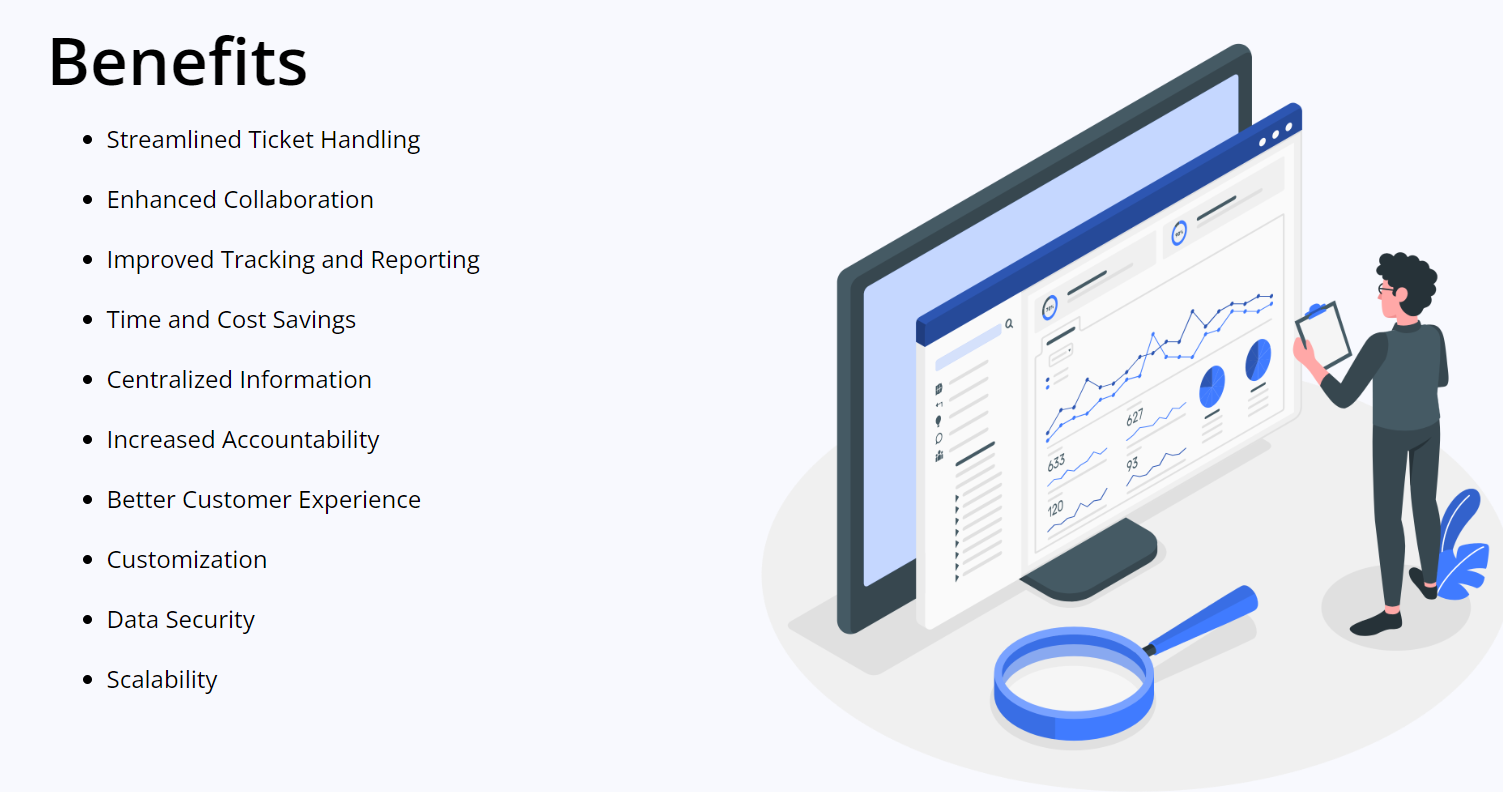 Benefits
Streamlined Ticket Handling
Enhanced Collaboration
Improved Tracking and Reporting
Time and Cost Savings
Centralized Information
Increased Accountability
Better Customer Experience
Customization
Data Security
Scalability
627
633
93
120